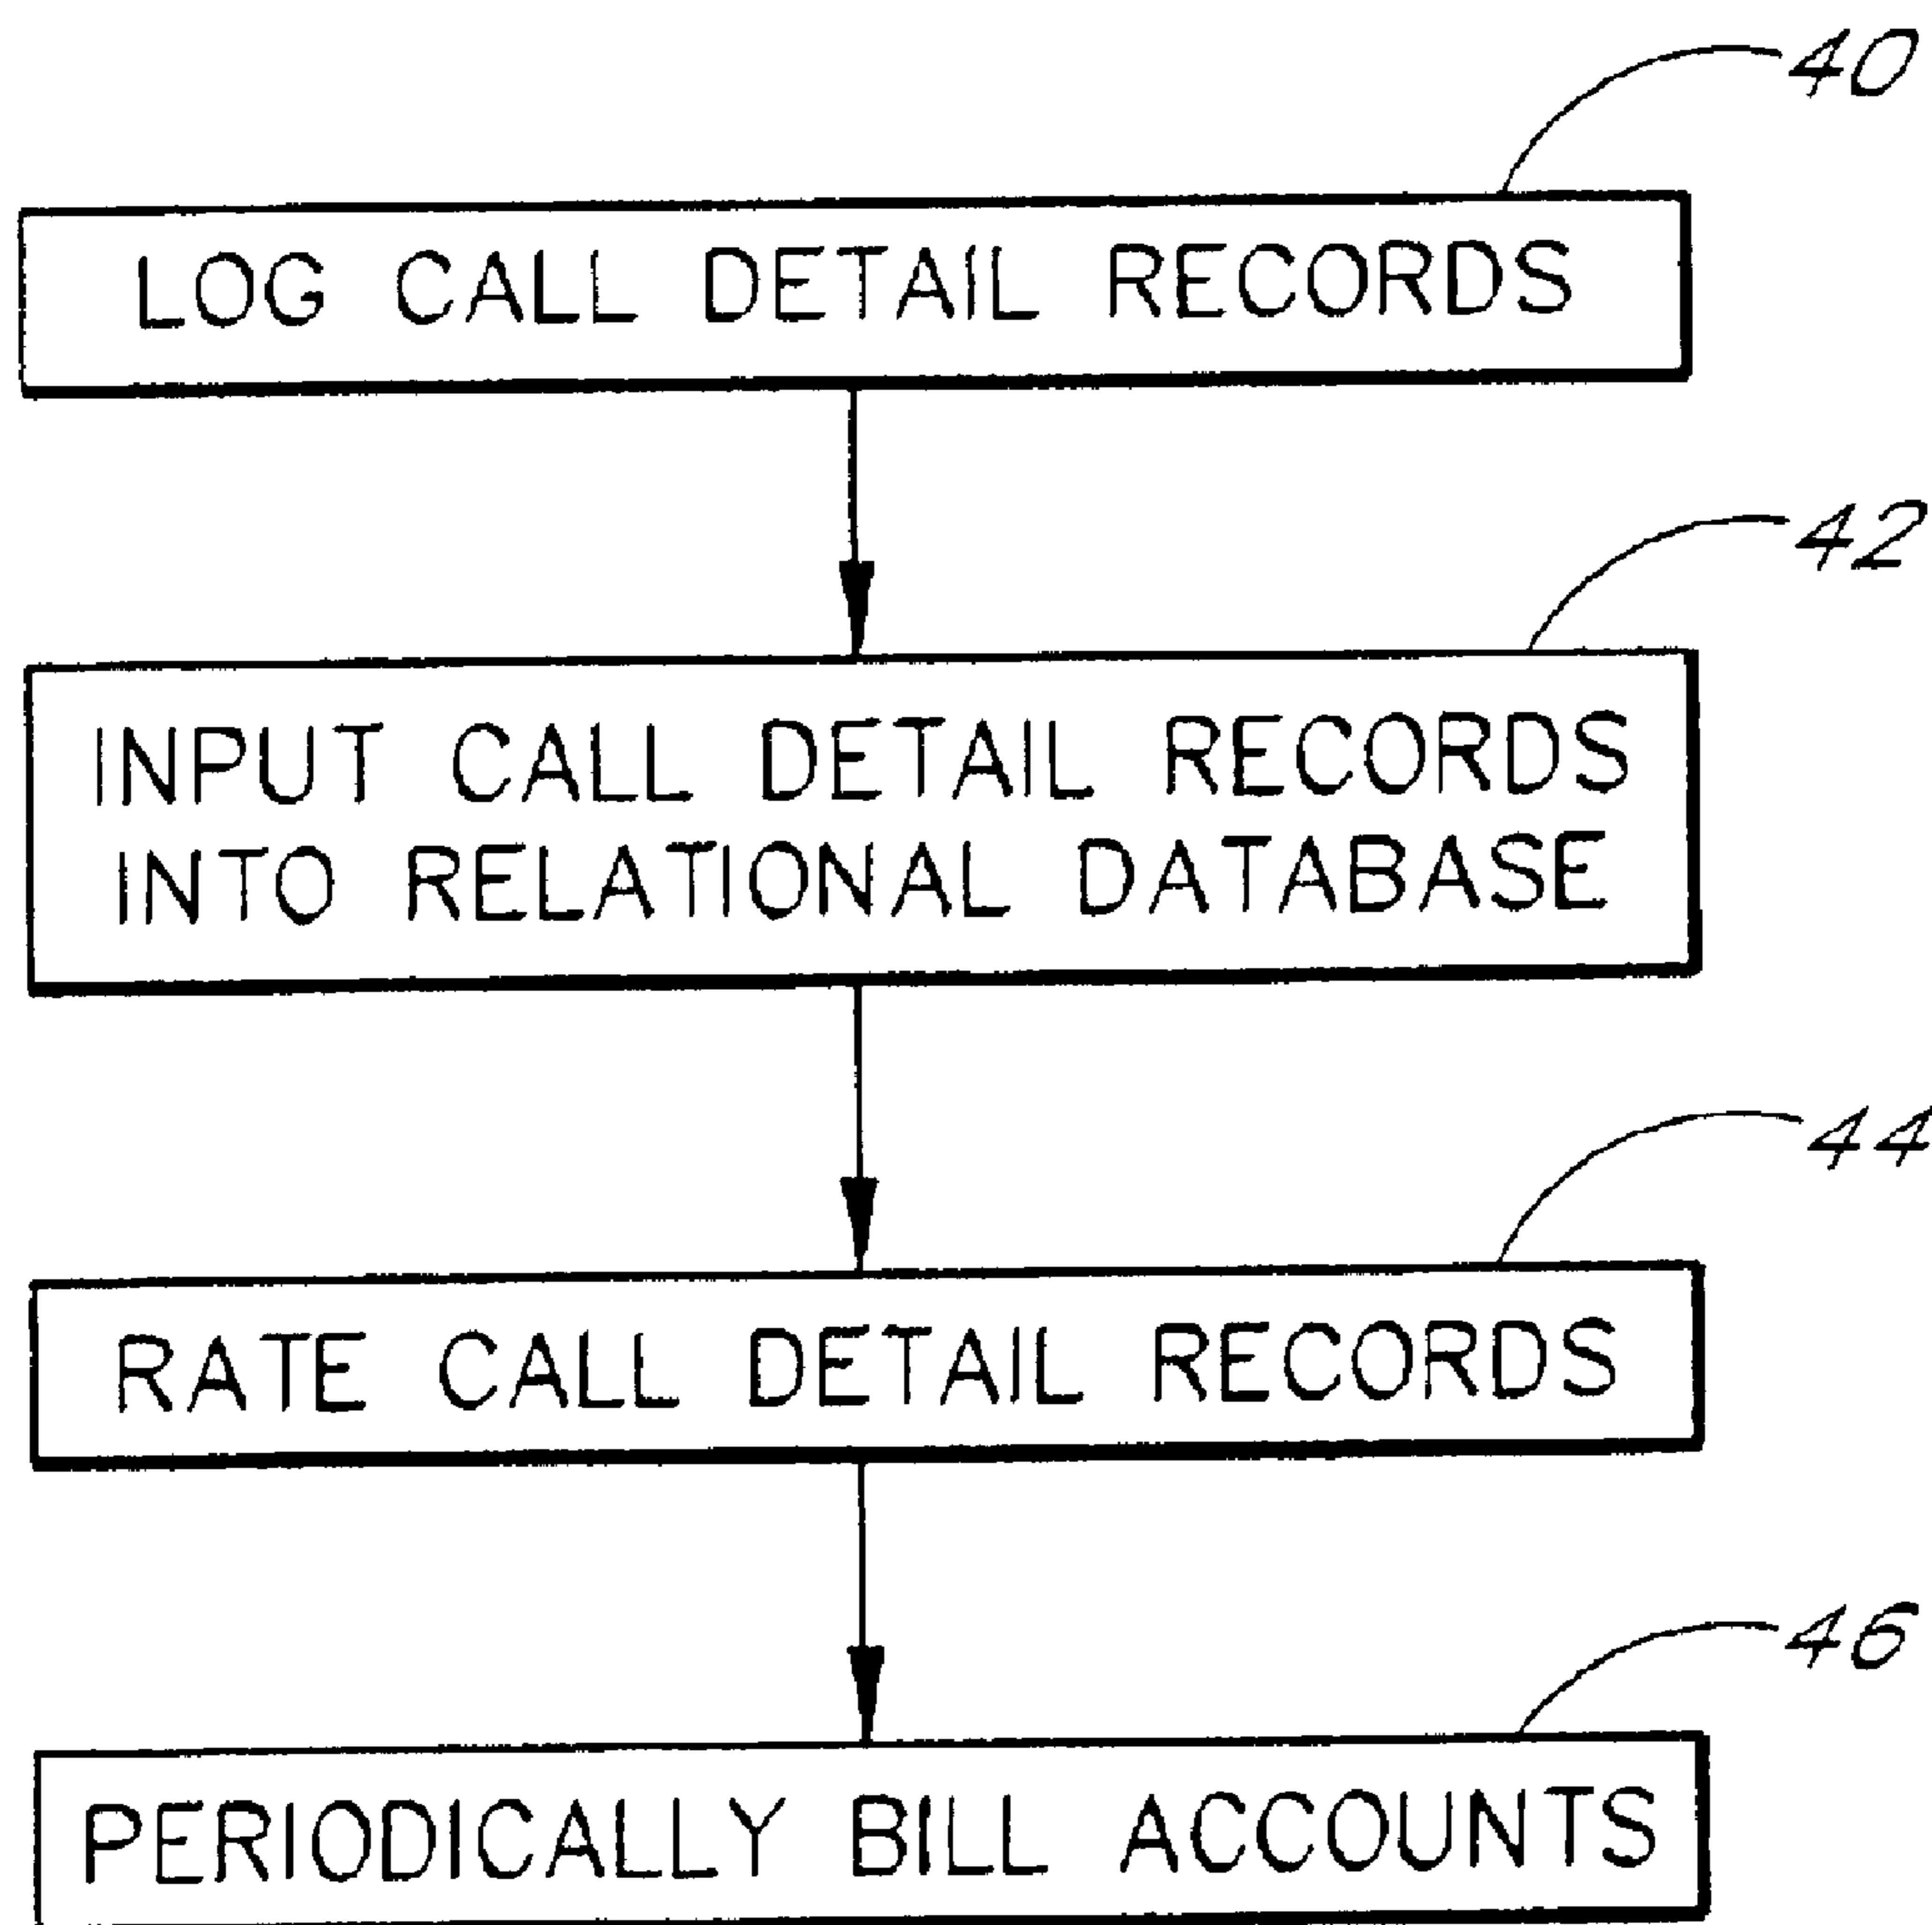 40
LOG CALL DETAIL RECORDS
42
INPUT CALL DETAIL RECORDS
INTO RELATIONAL DATABASE
44
RATE CALL DETAIL RECORDS
46
PERIODICALLY BILL ACCOUNTS